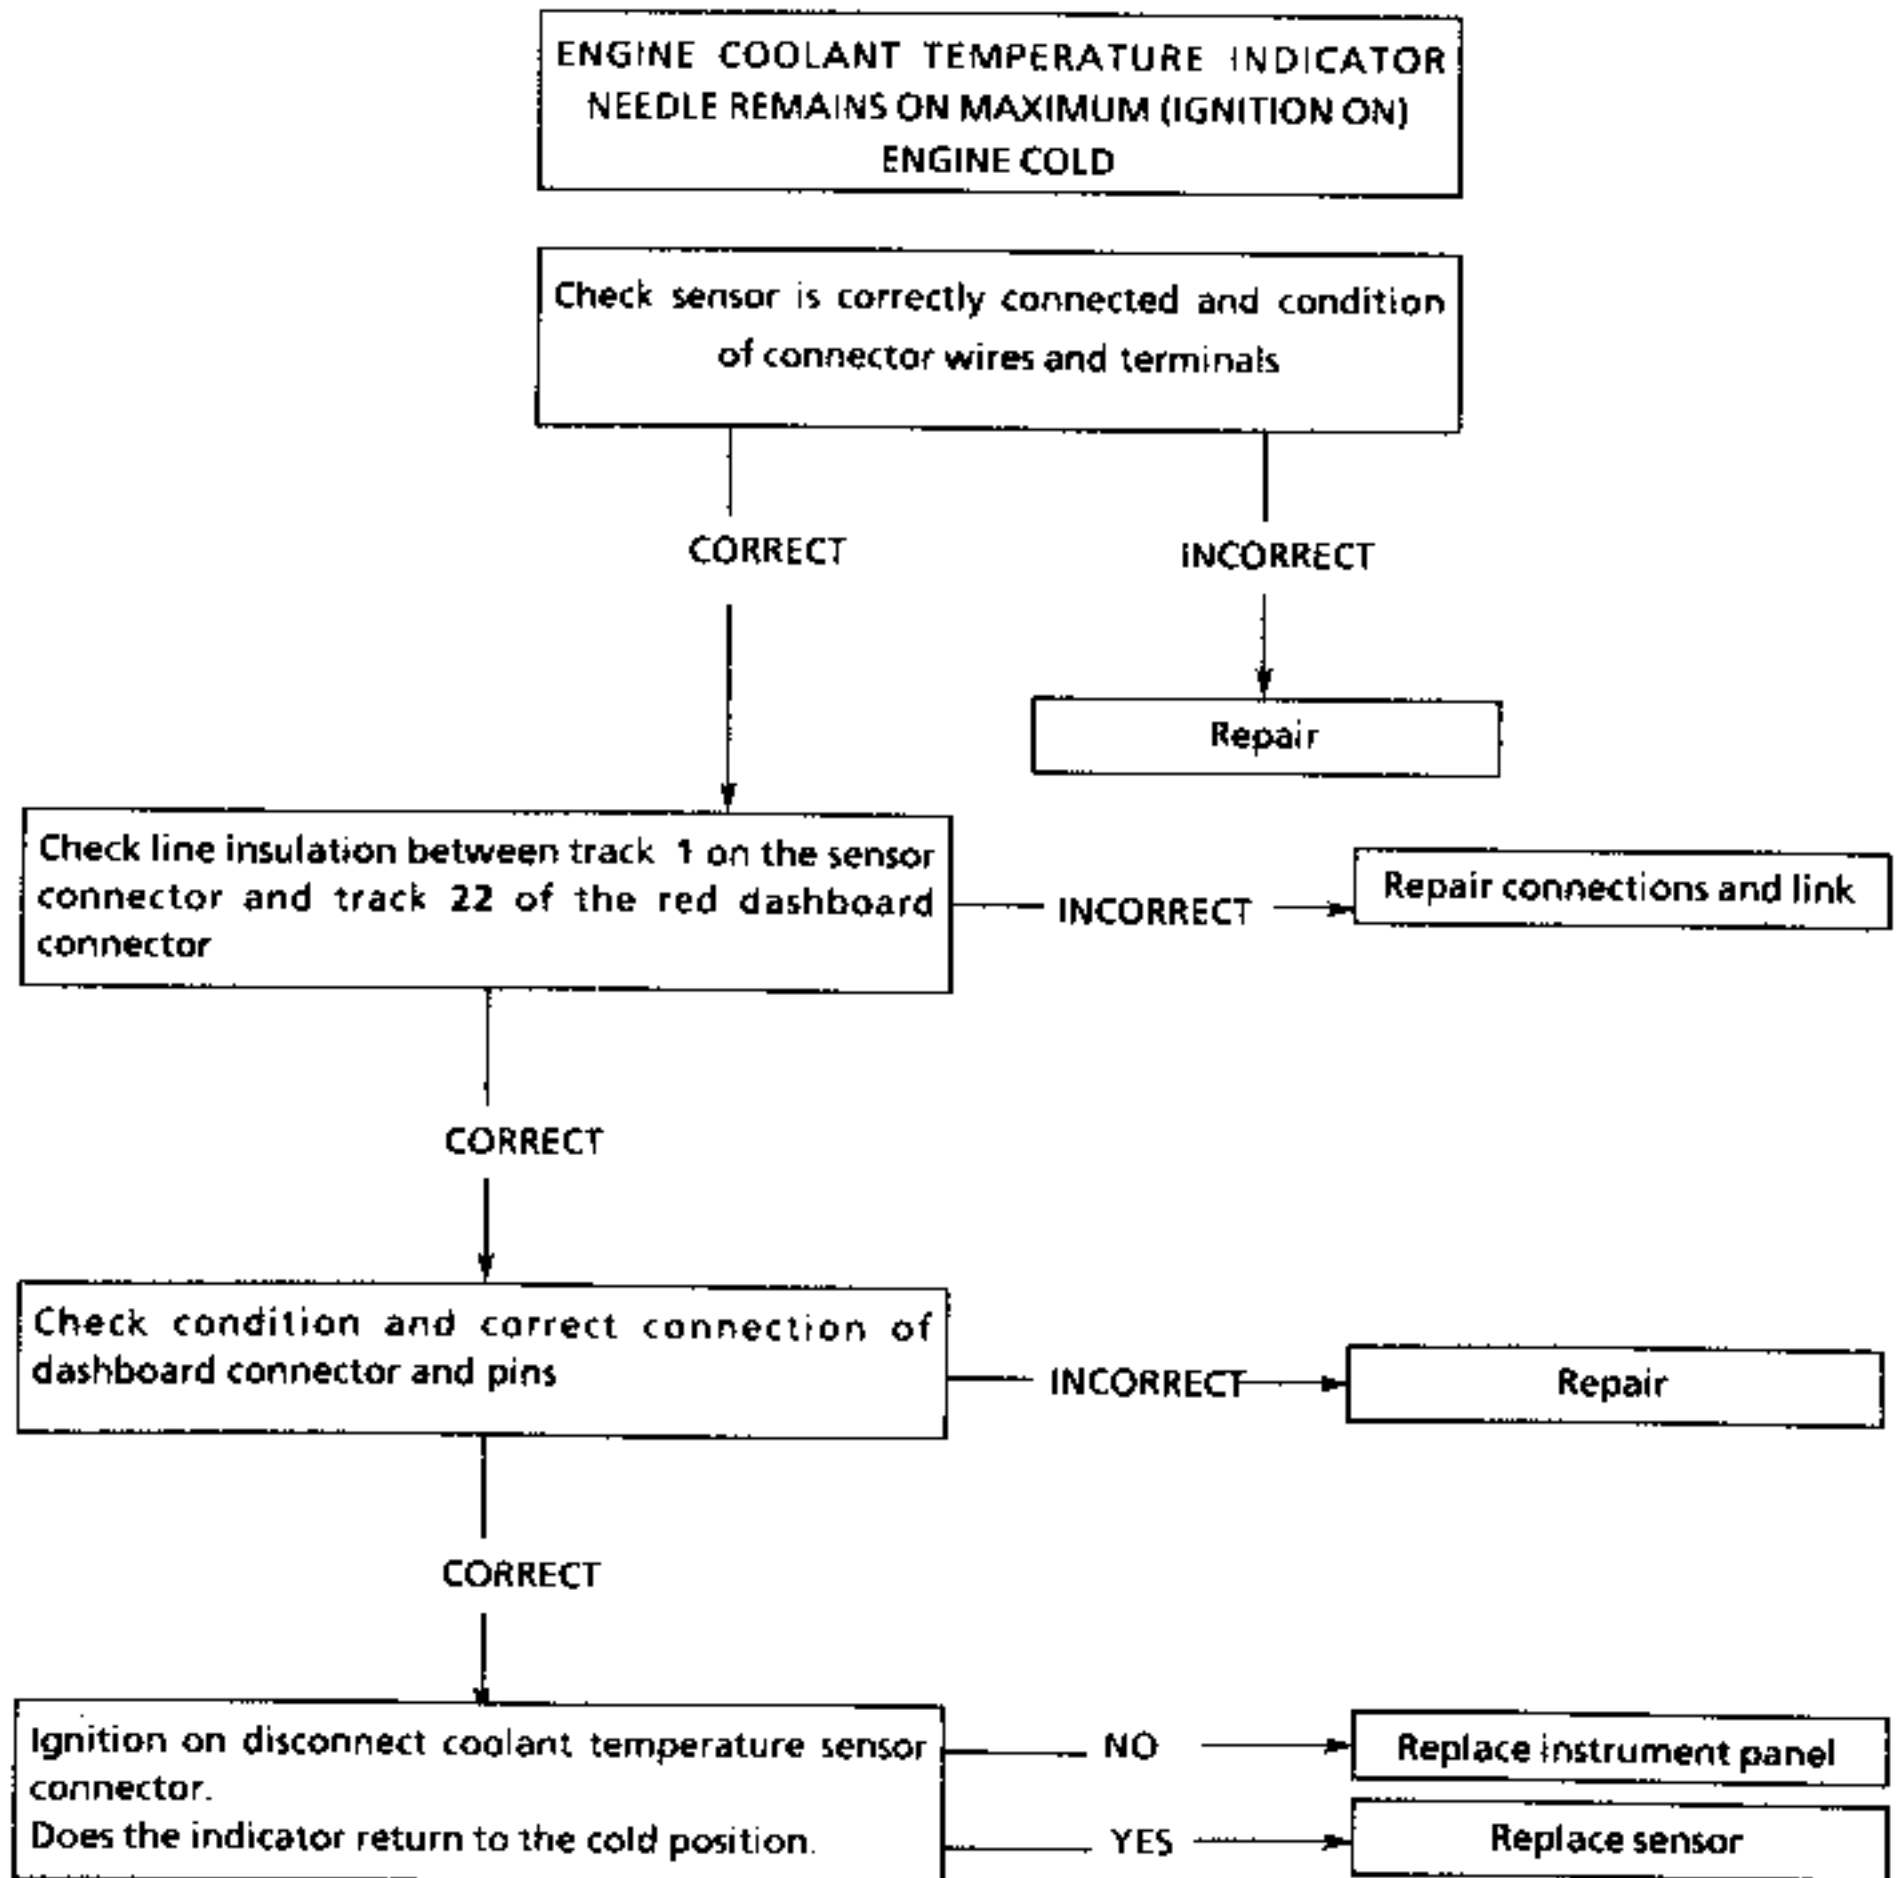 ENGINE COOLANT TEMPERATURE INDICATOR
NEEDLE REMAINS ON MAXIMUM (IGNITION ON)
ENGINE COLD
Check sensor is correctly connected and condition
of connector wires and terminals
CORRECT
INCORRECT
Repair
Check line insulation between track 1 on the sensor
connector and track 22 of the red dashboard
connector
INCORRECT
Repair connections and link
CORRECT
Check condition and correct connection of
dashboard connector and pins
INCORRECT
Repair
CORRECT
Ignition on disconnect coolant temperature sensor
connector.
Does the indicator return to the cold position.
NO
Replace instrument panel
YES
Replace sensor